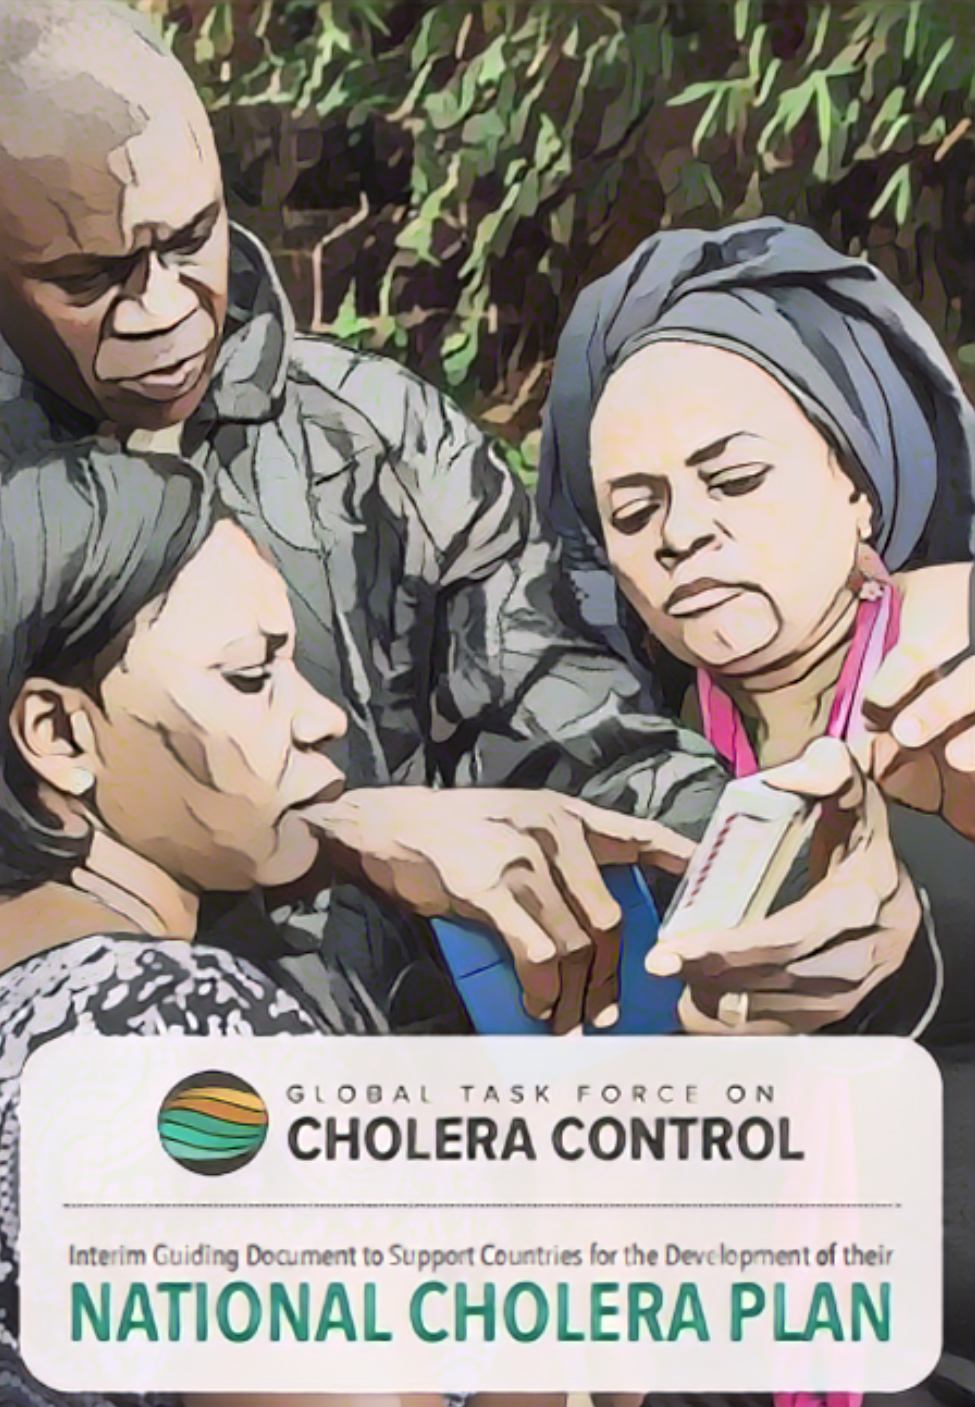 GLOBAL TASK FORCE ON
CHOLERA CONTROL
Interim Guiding Document to Support Countries for the Development of their
NATIONAL CHOLERA PLAN